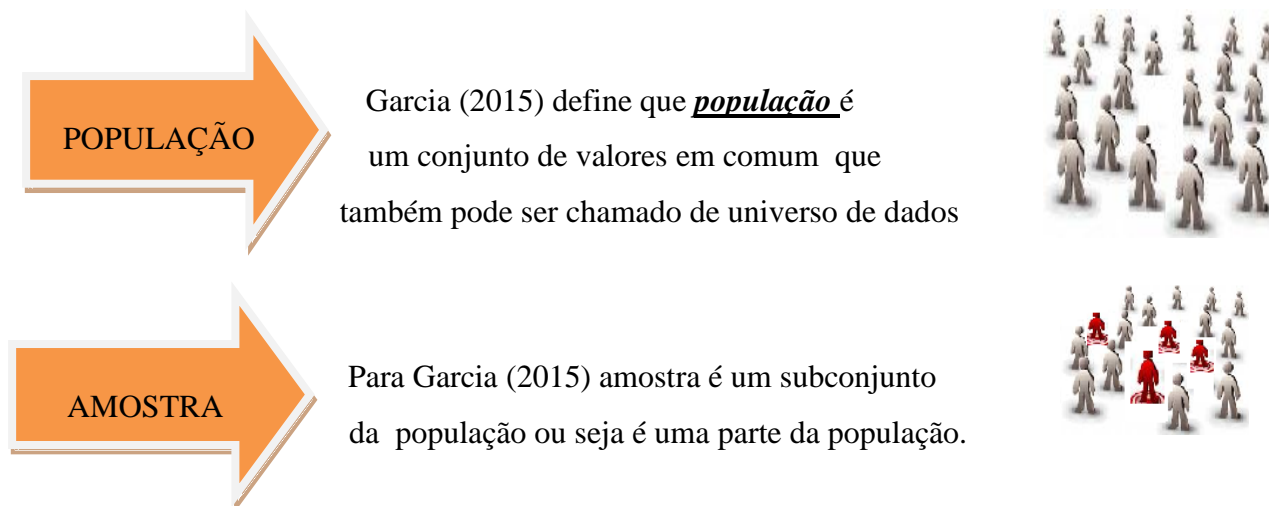 POPULAÇÃO
Garcia (2015) define que população é
um conjunto de valores em comum que
também pode ser chamado de universo de dados
AMOSTRA
Para Garcia (2015) amostra é um subconjunto
da população ou seja é uma parte da população.